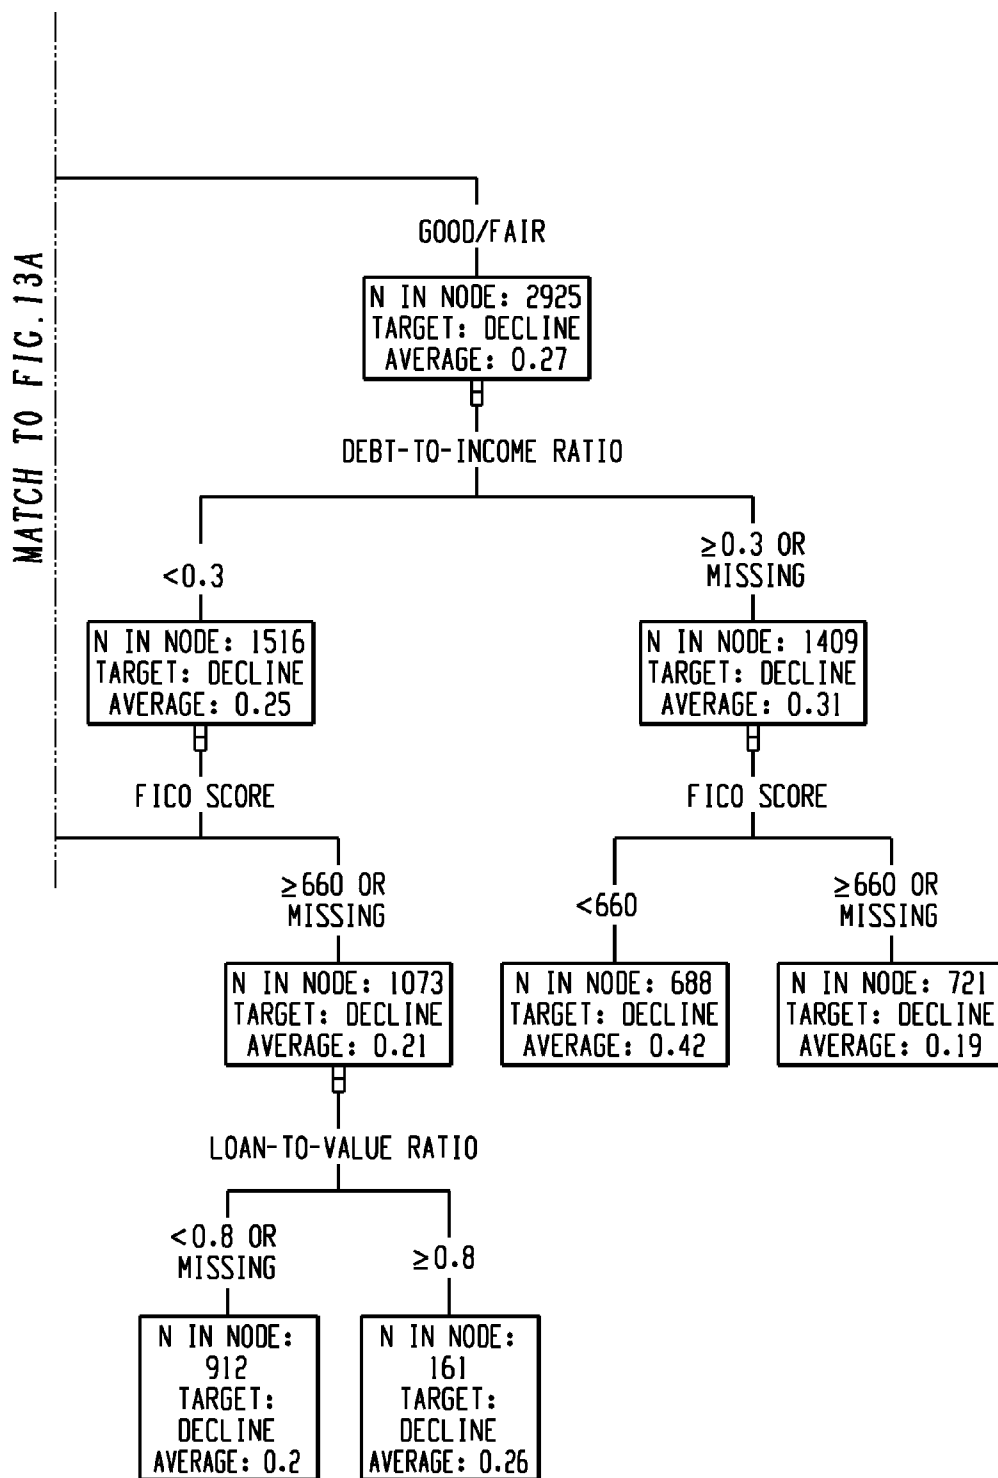 MATCH TO FIG.13A
GOOD/FAIR
N IN NODE: 2925
TARGET: DECLINE
AVERAGE: 0.27
DEBT-TO-INCOME RATIO
<0.3
≥0.3 OR
MISSING
N IN NODE: 1516
TARGET: DECLINE
AVERAGE: 0.25
N IN NODE: 1409
TARGET: DECLINE
AVERAGE: 0.31
FICO SCORE
FICO SCORE
≥660 OR
MISSING
<660
≥660 OR
MISSING
N IN NODE: 1073
TARGET: DECLINE
AVERAGE: 0.21
N IN NODE: 688
TARGET: DECLINE
AVERAGE: 0.42
N IN NODE: 721
TARGET: DECLINE
AVERAGE: 0.19
LOAN-TO-VALUE RATIO
<0.8 OR
MISSING
≥0.8
N IN NODE:
912
TARGET:
DECLINE
AVERAGE: 0.2
N IN NODE:
161
TARGET:
DECLINE
AVERAGE: 0.26